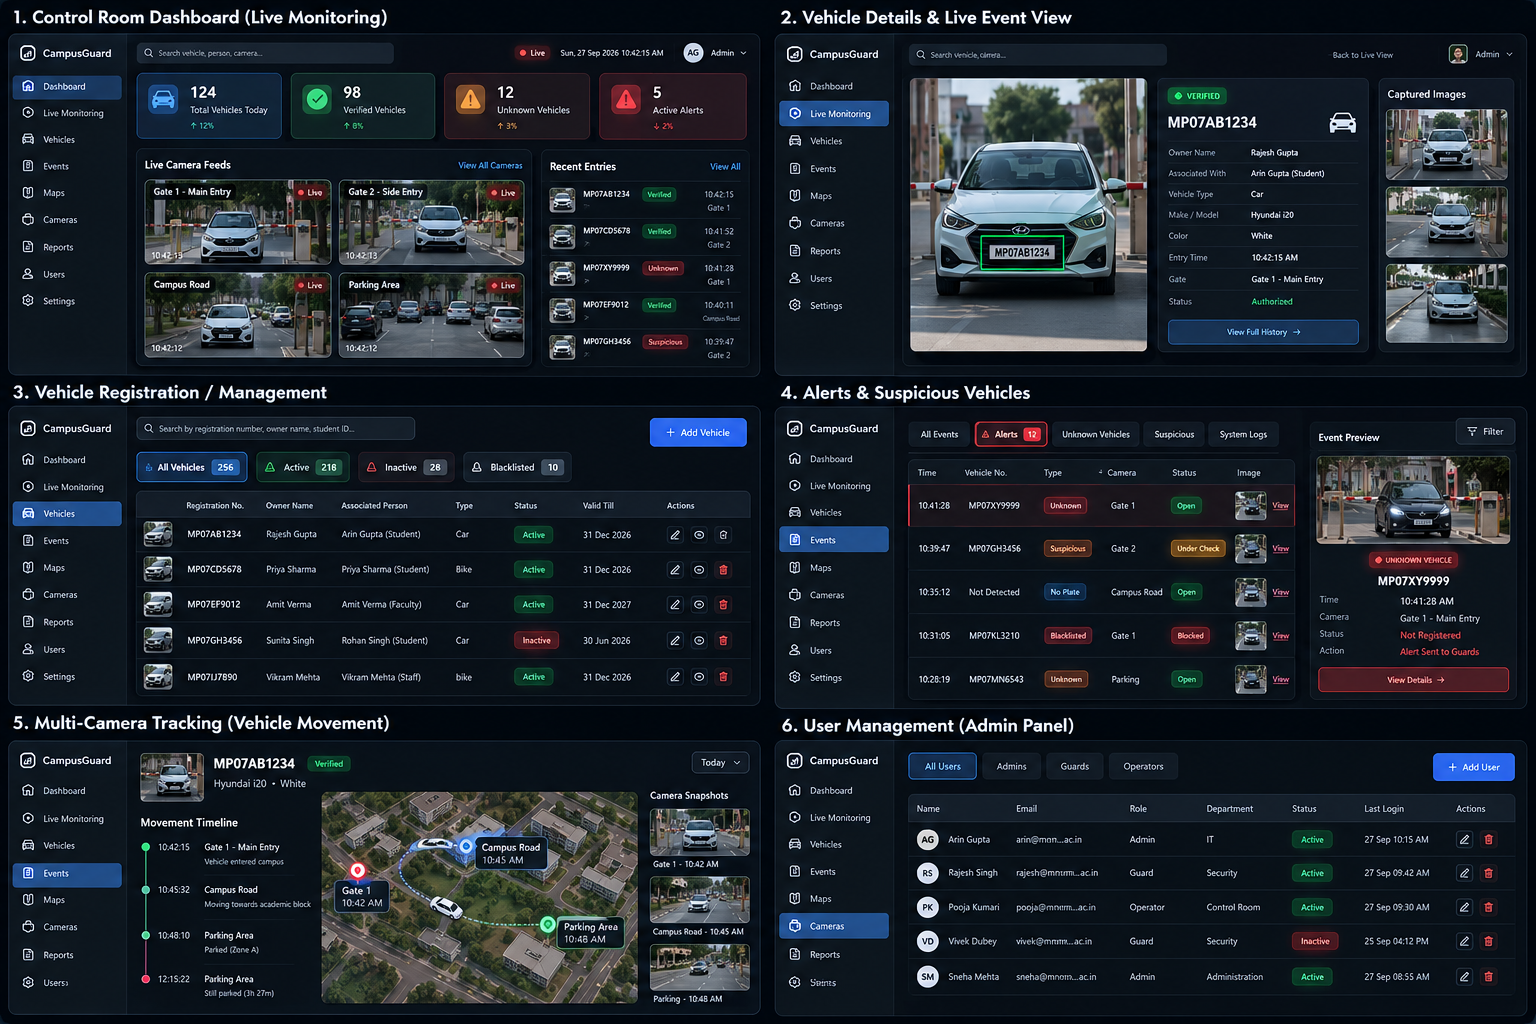 1. Control Room Dashboard (Live Monitoring)
CampusGuard
Search vehicle, person, camera...
Live
Sun, 27 Sep 2026 10:42:15 AM
AG
Admin
Dashboard
Live Monitoring
Vehicles
Events
Maps
Cameras
Reports
Users
Settings
124
Total Vehicles Today
↑ 12%
98
Verified Vehicles
↑ 8%
12
Unknown Vehicles
↑ 3%
5
Active Alerts
↓ 2%
Live Camera Feeds
View All Cameras
Gate 1 - Main Entry
Live
10:42:13
Gate 2 - Side Entry
Live
10:42:13
Campus Road
Live
10:42:12
Parking Area
Live
10:42:12
Recent Entries
View All
MP07AB1234 Verified 10:42:15
Gate 1
MP07CD5678 Verified 10:41:52
Gate 2
MP07XY9999 Unknown 10:41:28
Gate 1
MP07EF9012 Verified 10:40:11
Campus Road
MP07GH3456 Suspicious 10:39:47
Gate 2
2. Vehicle Details & Live Event View
CampusGuard
Search vehicle, camera...
Back to Live View
Admin
Dashboard
Live Monitoring
Vehicles
Events
Maps
Cameras
Reports
Users
Settings
MP07AB1234
VERIFIED
MP07AB1234
Owner Name Rajesh Gupta
Associated With Arin Gupta (Student)
Vehicle Type Car
Make / Model Hyundai i20
Color White
Entry Time 10:42:15 AM
Gate Gate 1 - Main Entry
Status Authorized
View Full History →
Captured Images
3. Vehicle Registration / Management
CampusGuard
Search by registration number, owner name, student ID...
+ Add Vehicle
Dashboard
Live Monitoring
Vehicles
Events
Maps
Cameras
Reports
Users
Settings
All Vehicles 256
Active 218
Inactive 28
Blacklisted 10
Registration No. Owner Name Associated Person Type Status Valid Till Actions
MP07AB1234 Rajesh Gupta Arin Gupta (Student) Car Active 31 Dec 2026
MP07CD5678 Priya Sharma Priya Sharma (Student) Bike Active 31 Dec 2026
MP07EF9012 Amit Verma Amit Verma (Faculty) Car Active 31 Dec 2027
MP07GH3456 Sunita Singh Rohan Singh (Student) Car Inactive 30 Jun 2026
MP07IJ7890 Vikram Mehta Vikram Mehta (Staff) bike Active 31 Dec 2026
4. Alerts & Suspicious Vehicles
CampusGuard
Dashboard
Live Monitoring
Vehicles
Events
Maps
Cameras
Reports
Users
Settings
All Events
Alerts 12
Unknown Vehicles
Suspicious
System Logs
Filter
Time Vehicle No. Type Camera Status Image
10.41:28 MP07XY9999 Unknown Gate 1 Open View
10:39:47 MP07GH3456 Suspicious Gate 2 Under Check View
10:35:12 Not Detected No Plate Campus Road Open View
10:31:05 MP07KL3210 Blacklisted Gate 1 Blocked View
10:28:19 MP07MN6543 Unknown Parking Open View
Event Preview
UNKNOWN VEHICLE
MP07XY9999
Time 10:41:28 AM
Camera Gate 1 - Main Entry
Status Not Registered
Action Alert Sent to Guards
View Details →
5. Multi-Camera Tracking (Vehicle Movement)
CampusGuard
Dashboard
Live Monitoring
Vehicles
Events
Maps
Cameras
Reports
Users
MP07AB1234 Verified
Hyundai i20 • White
Today
Movement Timeline
10:42:15 Gate 1 - Main Entry
Vehicle entered campus
10:45:32 Campus Road
Moving towards academic block
10:48:10 Parking Area
Parked (Zone A)
12:15:22 Parking Area
Still parked (3h 27m)
Campus Road
10:45 AM
Gate 1
10:42 AM
Parking Area
10:48 AM
Camera Snapshots
Gate 1 - 10:42 AM
Campus Road - 10:45 AM
Parking - 10:48 AM
6. User Management (Admin Panel)
CampusGuard
Dashboard
Live Monitoring
Vehicles
Events
Maps
Cameras
Reports
All Users
Admins
Guards
Operators
+ Add User
Name Email Role Department Status Last Login Actions
AG Arin Gupta Admin IT Active 27 Sep 10:15 AM
RS Rajesh Singh Guard Security Active 27 Sep 09.42 AM
PK Pooja Kumari Operator Control Room Active 27 Sep 09.30 AM
VD Vivek Dubey Guard Security Inactive 25 Sep 04:12 PM
SM Sneha Mehta Admin Administration Active 27 Sep 08.55 AM